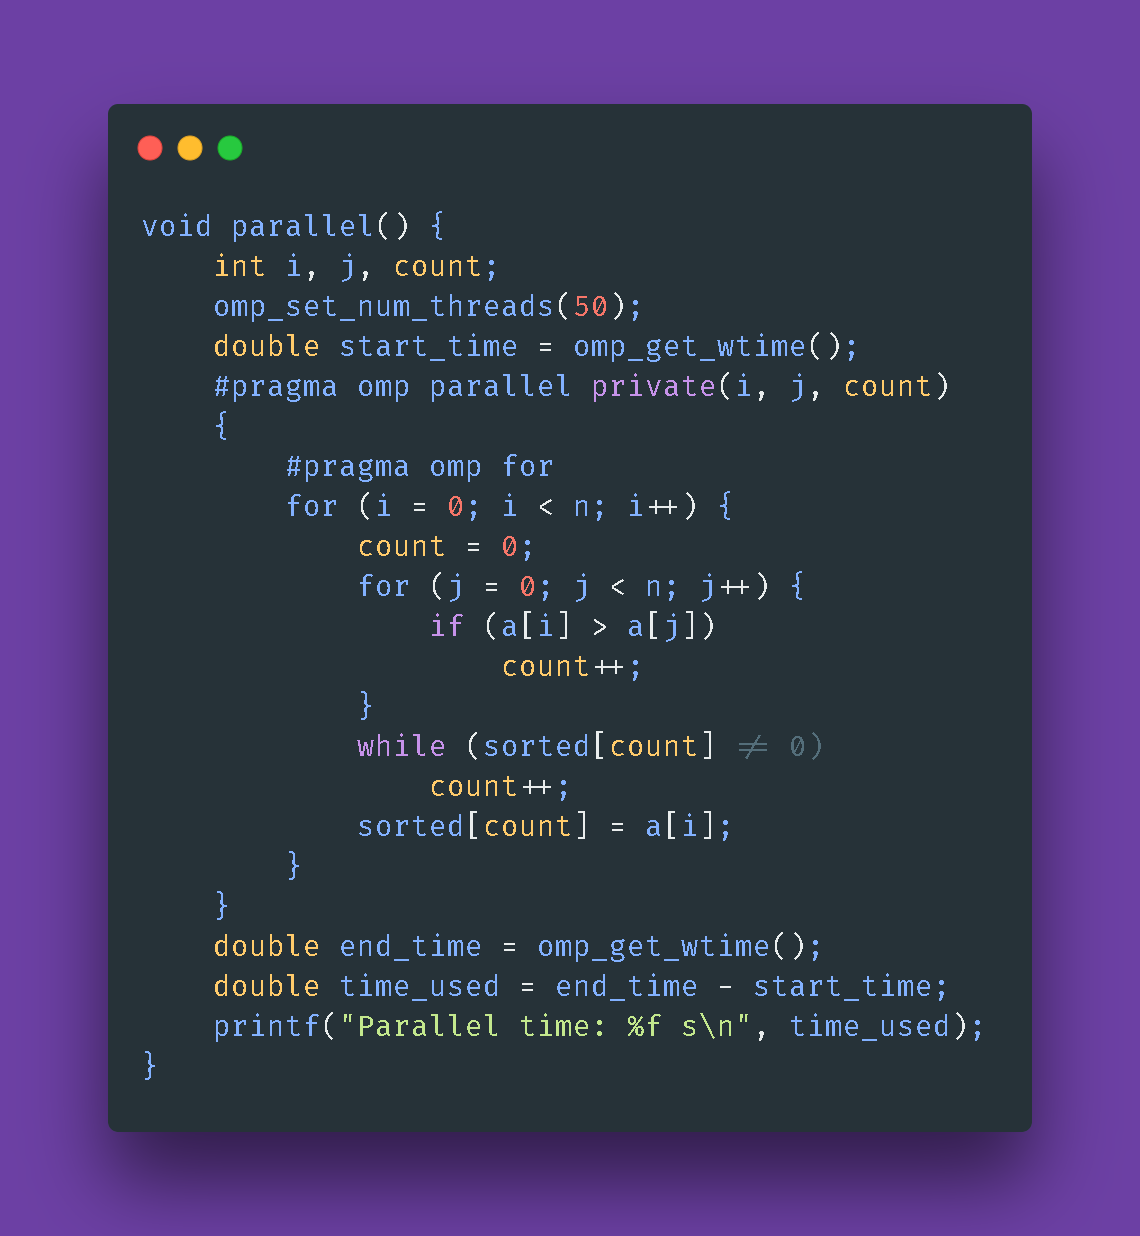 void parallel() {
    int i, j, count;
    omp_set_num_threads(50);
    double start_time = omp_get_wtime();
    #pragma omp parallel private(i, j, count)
    {
        #pragma omp for
        for (i = 0; i < n; i++) {
            count = 0;
            for (j = 0; j < n; j++) {
                if (a[i] > a[j])
                    count++;
            }
            while (sorted[count] != 0)
                count++;
            sorted[count] = a[i];
        }
    }
    double end_time = omp_get_wtime();
    double time_used = end_time - start_time;
    printf("Parallel time: %f s\n", time_used);
}